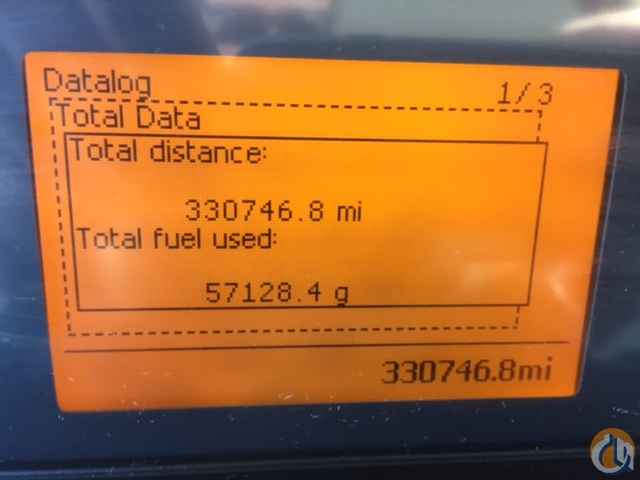 Datalog 1/3
Total Data
Total distance:
330746.8 mi
Total fuel used:
57128.4 g
330746.8mi